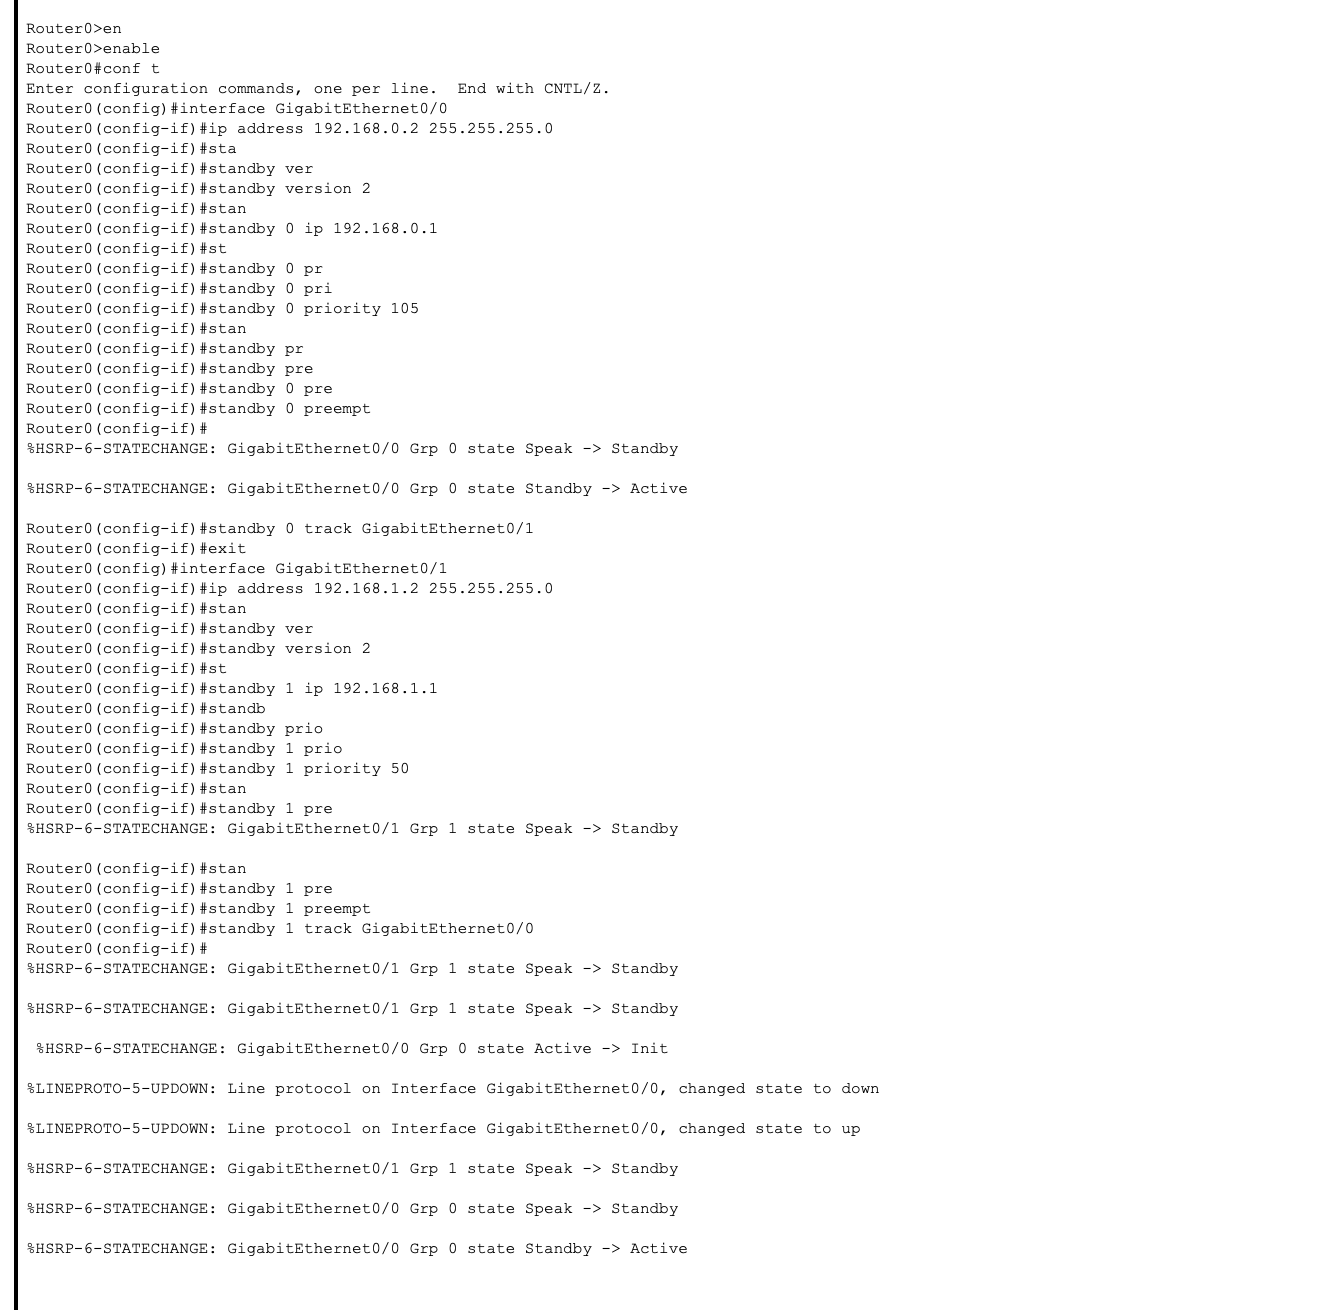 Router0>en
Router0>enable
Router0#conf t
Enter configuration commands, one per line.  End with CNTL/Z.
Router0(config)#interface GigabitEthernet0/0
Router0(config-if)#ip address 192.168.0.2 255.255.255.0
Router0(config-if)#sta
Router0(config-if)#standby ver
Router0(config-if)#standby version 2
Router0(config-if)#stan
Router0(config-if)#standby 0 ip 192.168.0.1
Router0(config-if)#st
Router0(config-if)#standby 0 pr
Router0(config-if)#standby 0 pri
Router0(config-if)#standby 0 priority 105
Router0(config-if)#stan
Router0(config-if)#standby pr
Router0(config-if)#standby pre
Router0(config-if)#standby 0 pre
Router0(config-if)#standby 0 preempt
Router0(config-if)#
%HSRP-6-STATECHANGE: GigabitEthernet0/0 Grp 0 state Speak -> Standby
%HSRP-6-STATECHANGE: GigabitEthernet0/0 Grp 0 state Standby -> Active
Router0(config-if)#standby 0 track GigabitEthernet0/1
Router0(config-if)#exit
Router0(config)#interface GigabitEthernet0/1
Router0(config-if)#ip address 192.168.1.2 255.255.255.0
Router0(config-if)#stan
Router0(config-if)#standby ver
Router0(config-if)#standby version 2
Router0(config-if)#st
Router0(config-if)#standby 1 ip 192.168.1.1
Router0(config-if)#standb
Router0(config-if)#standby prio
Router0(config-if)#standby 1 prio
Router0(config-if)#standby 1 priority 50
Router0(config-if)#stan
Router0(config-if)#standby 1 pre
%HSRP-6-STATECHANGE: GigabitEthernet0/1 Grp 1 state Speak -> Standby
Router0(config-if)#stan
Router0(config-if)#standby 1 pre
Router0(config-if)#standby 1 preempt
Router0(config-if)#standby 1 track GigabitEthernet0/0
Router0(config-if)#
%HSRP-6-STATECHANGE: GigabitEthernet0/1 Grp 1 state Speak -> Standby
%HSRP-6-STATECHANGE: GigabitEthernet0/1 Grp 1 state Speak -> Standby
%HSRP-6-STATECHANGE: GigabitEthernet0/0 Grp 0 state Active -> Init
%LINEPROTO-5-UPDOWN: Line protocol on Interface GigabitEthernet0/0, changed state to down
%LINEPROTO-5-UPDOWN: Line protocol on Interface GigabitEthernet0/0, changed state to up
%HSRP-6-STATECHANGE: GigabitEthernet0/1 Grp 1 state Speak -> Standby
%HSRP-6-STATECHANGE: GigabitEthernet0/0 Grp 0 state Speak -> Standby
%HSRP-6-STATECHANGE: GigabitEthernet0/0 Grp 0 state Standby -> Active